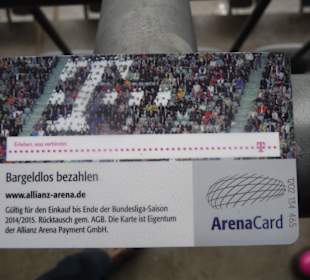 Erleben, was verbindet.
T
Bargeldlos bezahlen
www.allianz-arena.de
Gültig für den Einkauf bis Ende der Bundesliga-Saison
2014/2015. Rücktausch gem. AGB. Die Karte ist Eigentum
der Allianz Arena Payment GmbH.
ArenaCard